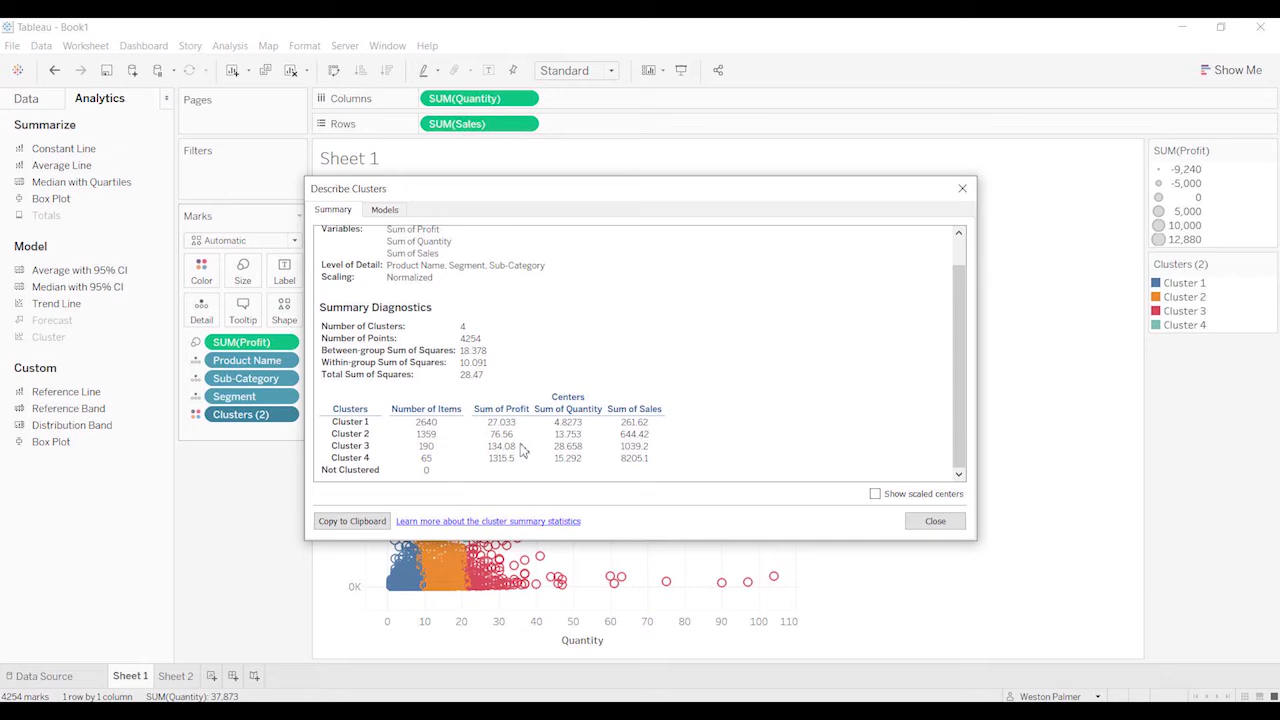 Tableau - Book1
File Data Worksheet Dashboard Story Analysis Map Format Server Window Help
Standard
Show Me
Data Analytics
Pages
Columns SUM(Quantity)
Rows SUM(Sales)
Summarize
Constant Line
Average Line
Median with Quartiles
Box Plot
Totals
Model
Average with 95% CI
Median with 95% CI
Trend Line
Forecast
Cluster
Custom
Reference Line
Reference Band
Distribution Band
Box Plot
Filters
Marks
Automatic
Color Size Label
Detail Tooltip Shape
SUM(Profit)
Product Name
Sub-Category
Segment
Clusters (2)
Sheet 1
Describe Clusters
Summary Models
Variables: Sum of Profit
Sum of Quantity
Sum of Sales
Level of Detail: Product Name, Segment, Sub-Category
Scaling: Normalized
Summary Diagnostics
Number of Clusters: 4
Number of Points: 4254
Between-group Sum of Squares: 18.378
Within-group Sum of Squares: 10.091
Total Sum of Squares: 28.47
Centers
Clusters Number of Items Sum of Profit Sum of Quantity Sum of Sales
Cluster 1 2640 27.033 4.8273 261.62
Cluster 2 1359 76.56 13.753 644.42
Cluster 3 190 134.08 28.658 1039.2
Cluster 4 65 1315.5 15.292 8205.1
Not Clustered 0
Show scaled centers
Copy to Clipboard Learn more about the cluster summary statistics Close
0K
0 10 20 30 40 50 60 70 80 90 100 110
Quantity
SUM(Profit)
-9,240
-5,000
0
5,000
10,000
12,880
Clusters (2)
Cluster 1
Cluster 2
Cluster 3
Cluster 4
Data Source Sheet 1 Sheet 2
4254 marks 1 row by 1 column SUM(Quantity): 37,873 Weston Palmer